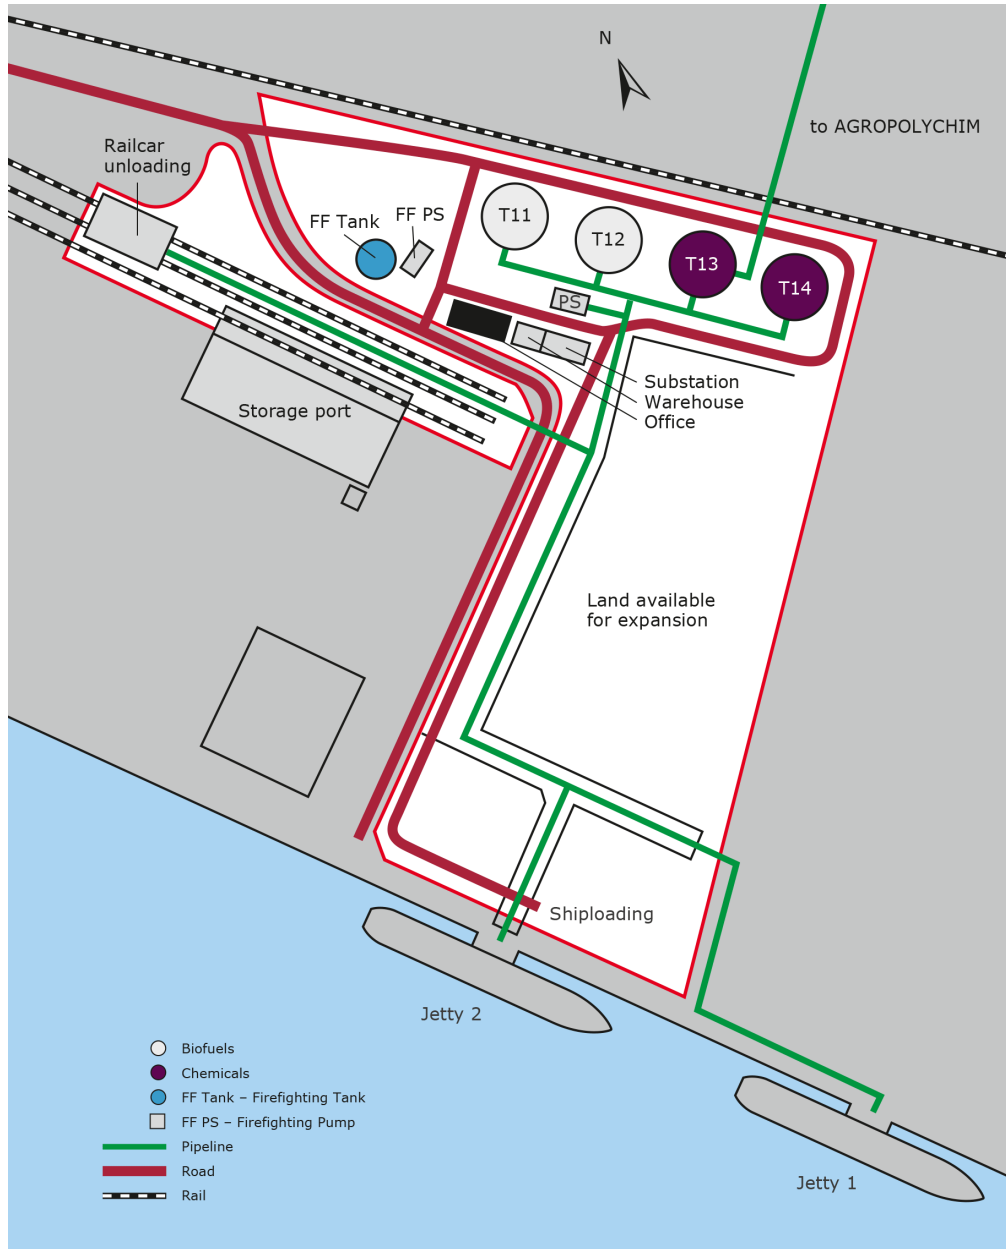 N
to AGROPOLYCHIM
Railcar
unloading
FF Tank
FF PS
T11
T12
T13
T14
PS
Substation
Warehouse
Office
Storage port
Land available
for expansion
Shiploading
Jetty 2
Jetty 1
Biofuels
Chemicals
FF Tank – Firefighting Tank
FF PS – Firefighting Pump
Pipeline
Road
Rail